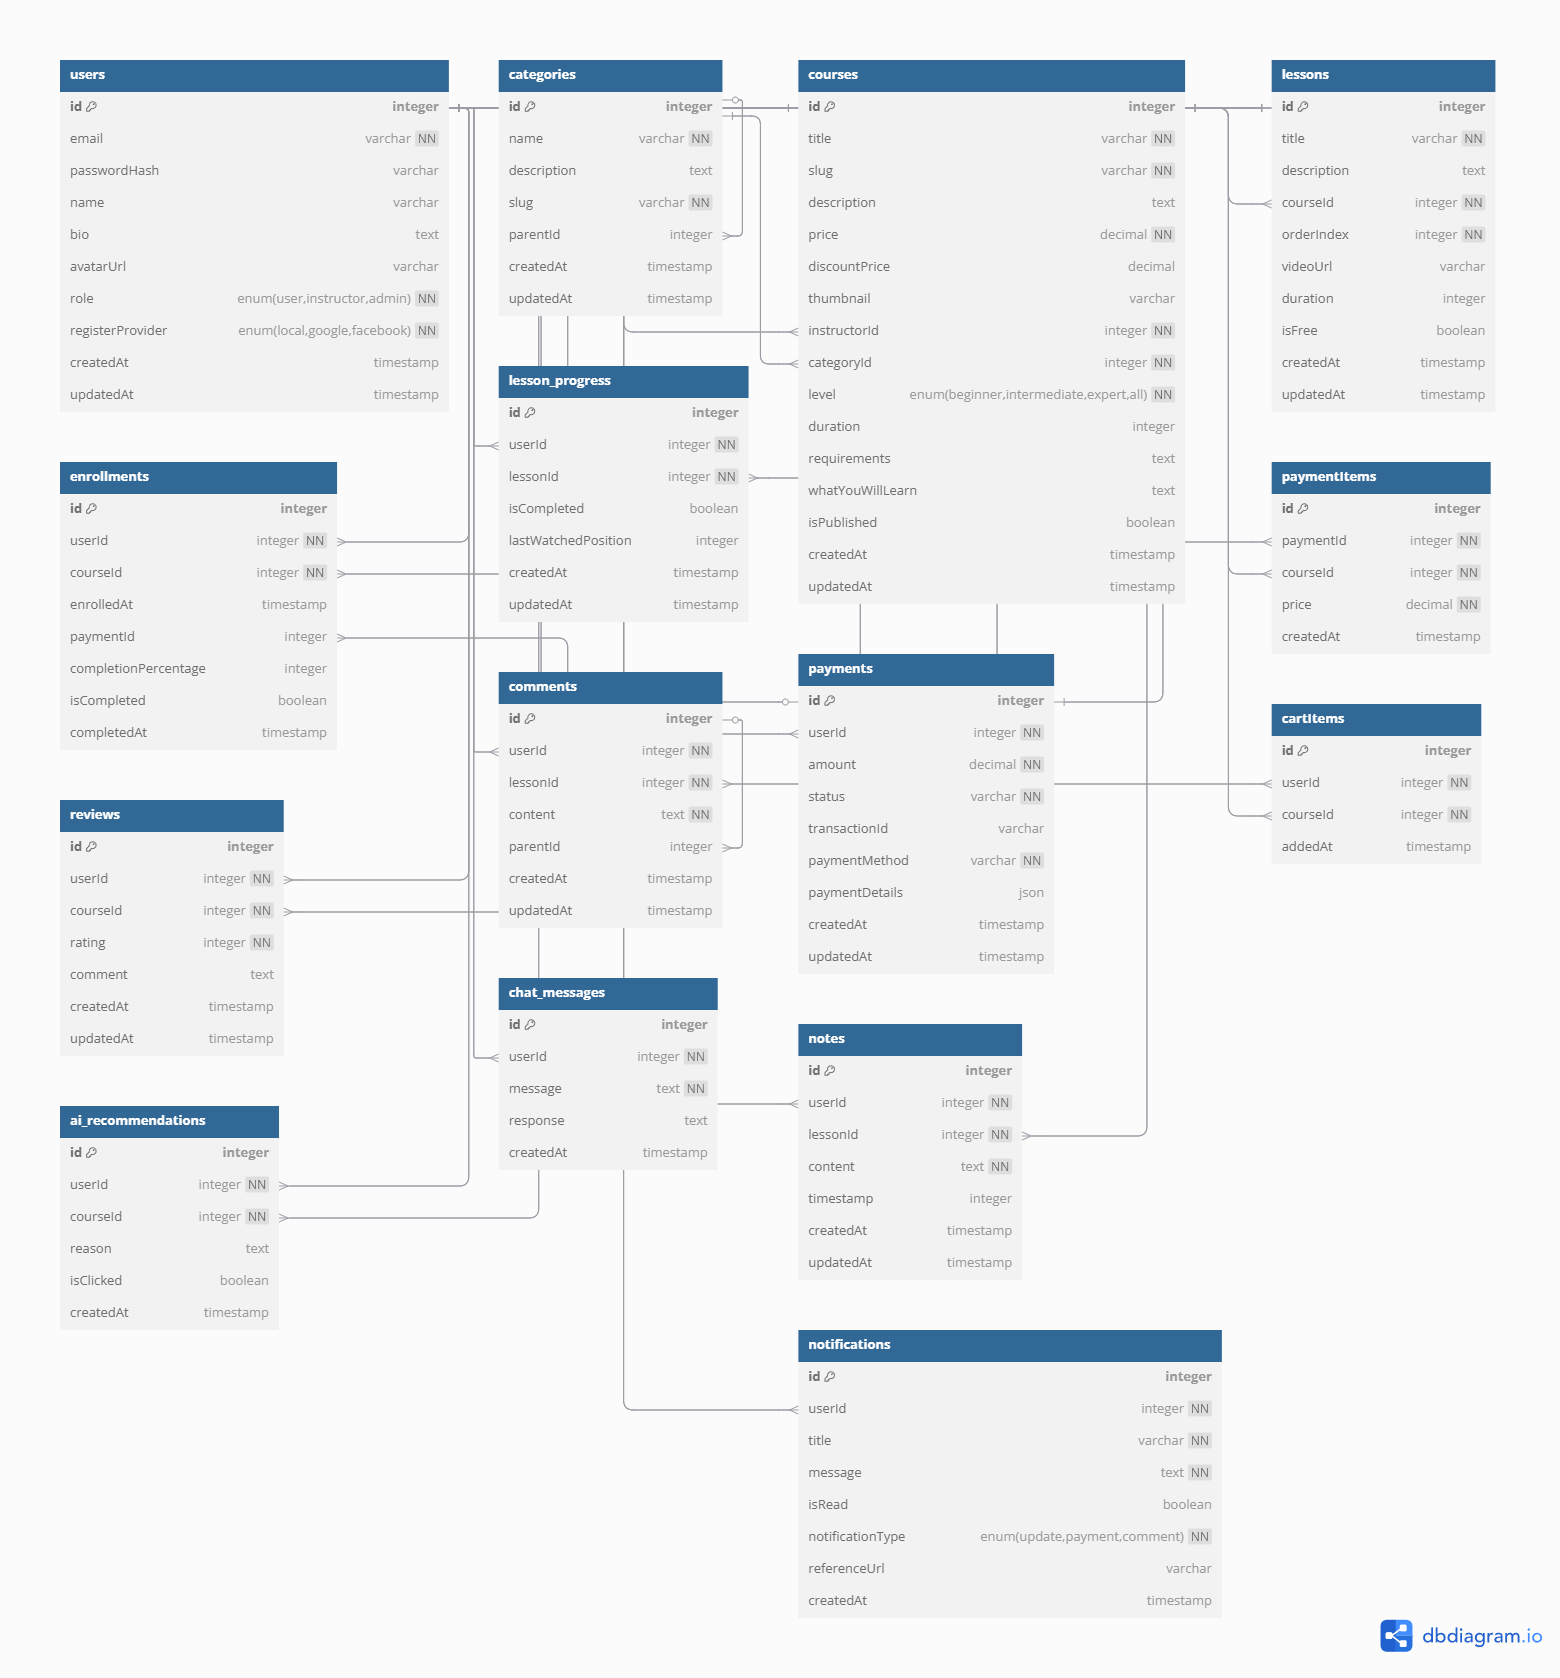 users
id integer
email varchar NN
passwordHash varchar
name varchar
bio text
avatarUrl varchar
role enum(user,instructor,admin) NN
registerProvider enum(local,google,facebook) NN
createdAt timestamp
updatedAt timestamp
categories
id integer
name varchar NN
description text
slug varchar NN
parentId integer
createdAt timestamp
updatedAt timestamp
courses
id integer
title varchar NN
slug varchar NN
description text
price decimal NN
discountPrice decimal
thumbnail varchar
instructorId integer NN
categoryId integer NN
level enum(beginner,intermediate,expert,all) NN
duration integer
requirements text
whatYouWillLearn text
isPublished boolean
createdAt timestamp
updatedAt timestamp
lessons
id integer
title varchar NN
description text
courseId integer NN
orderIndex integer NN
videoUrl varchar
duration integer
isFree boolean
createdAt timestamp
updatedAt timestamp
lesson_progress
id integer
userId integer NN
lessonId integer NN
isCompleted boolean
lastWatchedPosition integer
createdAt timestamp
updatedAt timestamp
enrollments
id integer
userId integer NN
courseId integer NN
enrolledAt timestamp
paymentId integer
completionPercentage integer
isCompleted boolean
completedAt timestamp
paymentItems
id integer
paymentId integer NN
courseId integer NN
price decimal NN
createdAt timestamp
comments
id integer
userId integer NN
lessonId integer NN
content text NN
parentId integer
createdAt timestamp
updatedAt timestamp
payments
id integer
userId integer NN
amount decimal NN
status varchar NN
transactionId varchar
paymentMethod varchar NN
paymentDetails json
createdAt timestamp
updatedAt timestamp
cartItems
id integer
userId integer NN
courseId integer NN
addedAt timestamp
reviews
id integer
userId integer NN
courseId integer NN
rating integer NN
comment text
createdAt timestamp
updatedAt timestamp
chat_messages
id integer
userId integer NN
message text NN
response text
createdAt timestamp
notes
id integer
userId integer NN
lessonId integer NN
content text NN
timestamp integer
createdAt timestamp
updatedAt timestamp
ai_recommendations
id integer
userId integer NN
courseId integer NN
reason text
isClicked boolean
createdAt timestamp
notifications
id integer
userId integer NN
title varchar NN
message text NN
isRead boolean
notificationType enum(update,payment,comment) NN
referenceUrl varchar
createdAt timestamp
dbdiagram.io